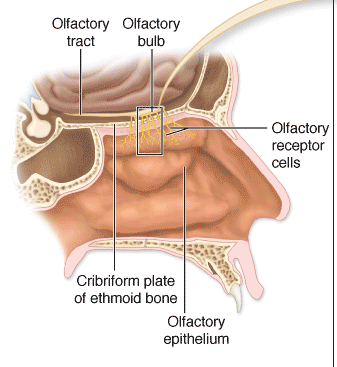 Olfactory
tract
Olfactory
bulb
Olfactory
receptor
cells
Cribriform plate
of ethmoid bone
Olfactory
epithelium